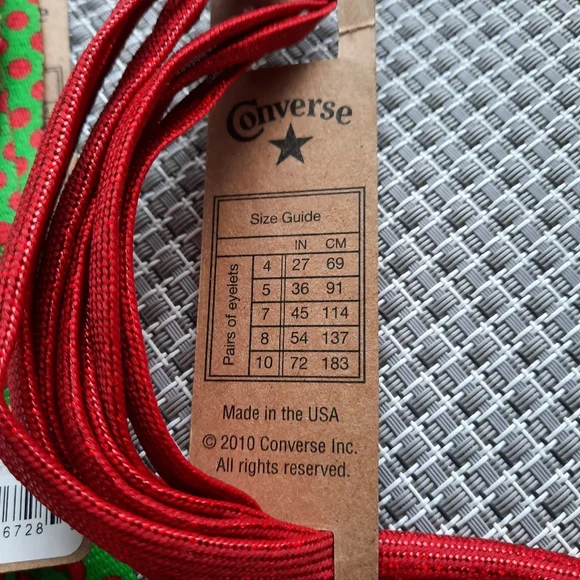 Converse
Size Guide
IN CM
Pairs of eyelets
4 27 69
5 36 91
7 45 114
8 54 137
10 72 183
Made in the USA
© 2010 Converse Inc.
All rights reserved.
6728